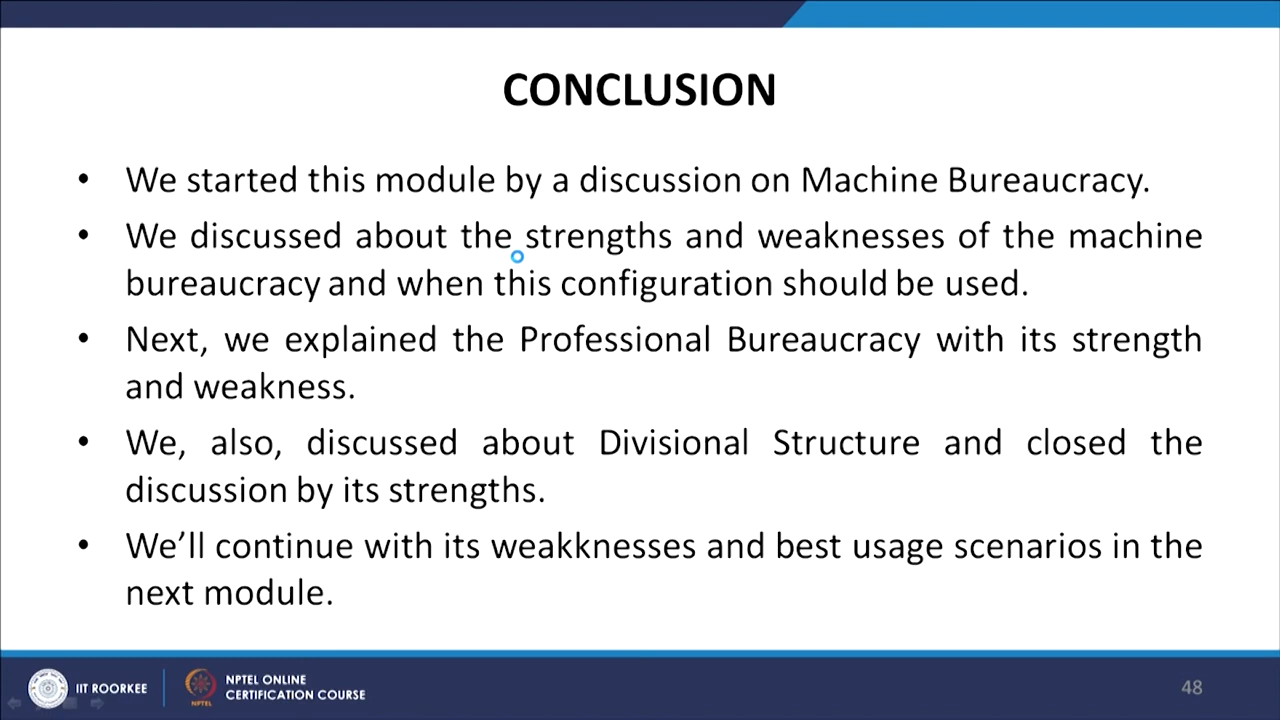 CONCLUSION
• We started this module by a discussion on Machine Bureaucracy.
• We discussed about the strengths and weaknesses of the machine
bureaucracy and when this configuration should be used.
• Next, we explained the Professional Bureaucracy with its strength
and weakness.
• We, also, discussed about Divisional Structure and closed the
discussion by its strengths.
• We’ll continue with its weakknesses and best usage scenarios in the
next module.
IIT ROORKEE
NPTEL
NPTEL ONLINE
CERTIFICATION COURSE
48